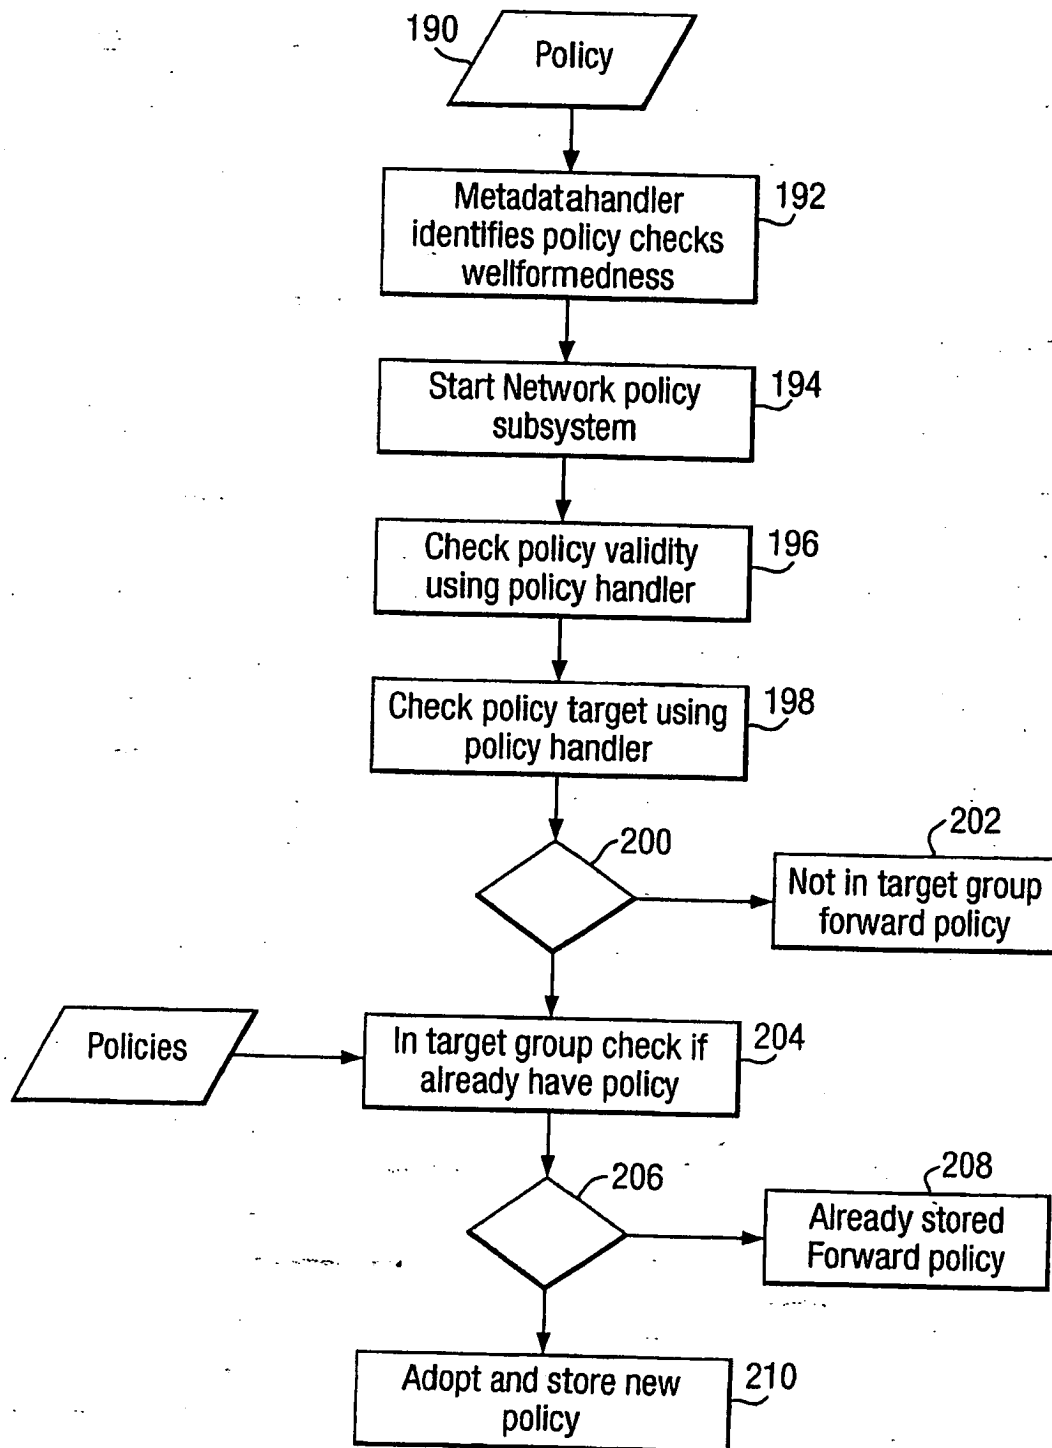 190
Policy
Metadatahandler
identifies policy checks
wellformedness
192
Start Network policy
subsystem
194
Check policy validity
using policy handler
196
Check policy target using
policy handler
198
200
202
Not in target group
forward policy
Policies
In target group check if
already have policy
204
206
208
Already stored
Forward policy
Adopt and store new
policy
210